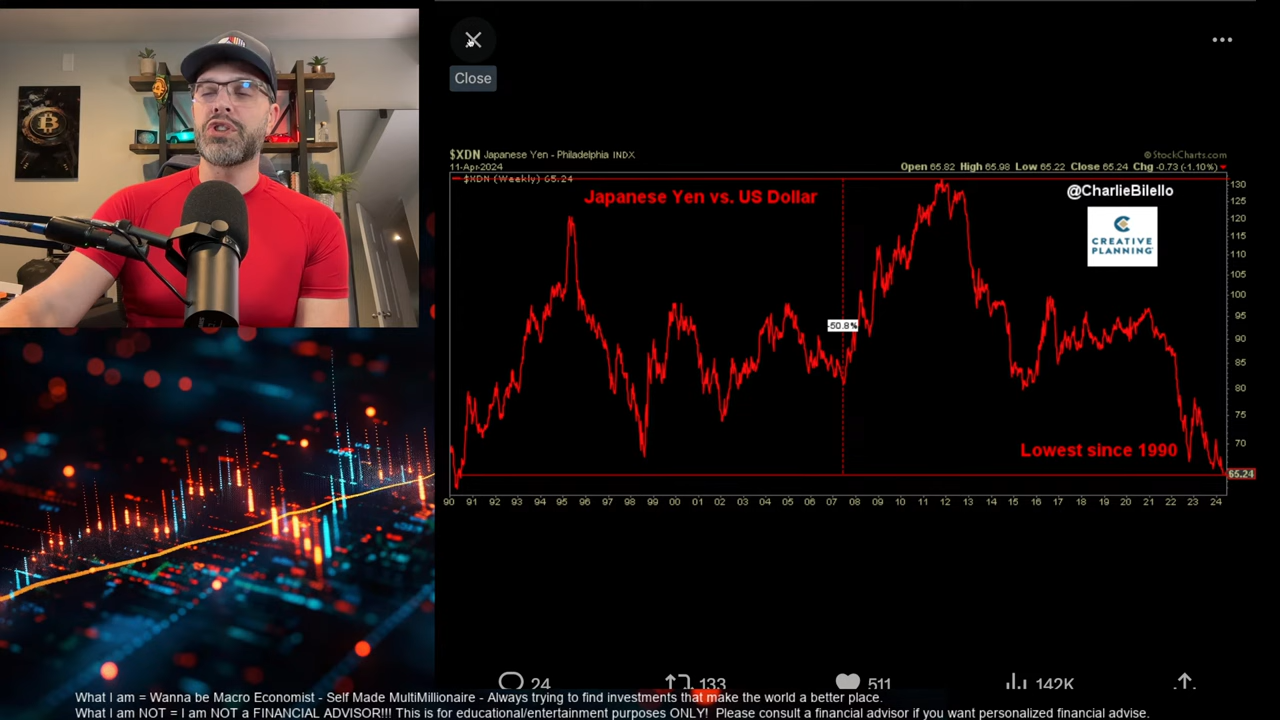 Close
$XDN Japanese Yen - Philadelphia INDX
© StockCharts.com
11-Apr-2024
Open 65.82 High 65.98 Low 65.22 Close 65.24 Chg -0.73 (-1.10%)
$XDN (Weekly) 65.24
Japanese Yen vs. US Dollar
@CharlieBilello
CREATIVE
PLANNING
-50.8%
Lowest since 1990
130
125
120
115
110
105
100
95
90
85
80
75
70
65.24
90 91 92 93 94 95 96 97 98 99 00 01 02 03 04 05 06 07 08 09 10 11 12 13 14 15 16 17 18 19 20 21 22 23 24
24 133 511 142K
What I am = Wanna be Macro Economist - Self Made MultiMillionaire - Always trying to find investments that make the world a better place.
What I am NOT = I am NOT a FINANCIAL ADVISOR!!! This is for educational/entertainment purposes ONLY! Please consult a financial advisor if you want personalized financial advise.